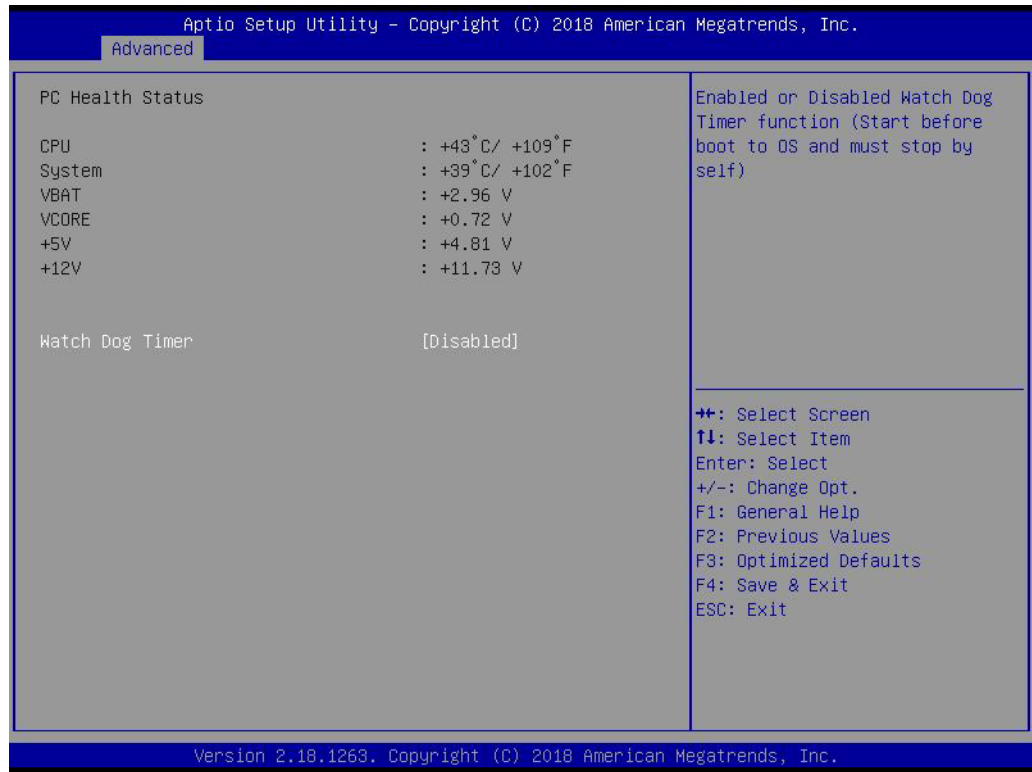 Aptio Setup Utility – Copyright (C) 2018 American Megatrends, Inc.
Advanced
PC Health Status
CPU : +43°C/ +109°F
System : +39°C/ +102°F
VBAT : +2.96 V
VCORE : +0.72 V
+5V : +4.81 V
+12V : +11.73 V
Watch Dog Timer [Disabled]
Enabled or Disabled Watch Dog
Timer function (Start before
boot to OS and must stop by
self)
→←: Select Screen
↑↓: Select Item
Enter: Select
+/-: Change Opt.
F1: General Help
F2: Previous Values
F3: Optimized Defaults
F4: Save & Exit
ESC: Exit
Version 2.18.1263. Copyright (C) 2018 American Megatrends, Inc.